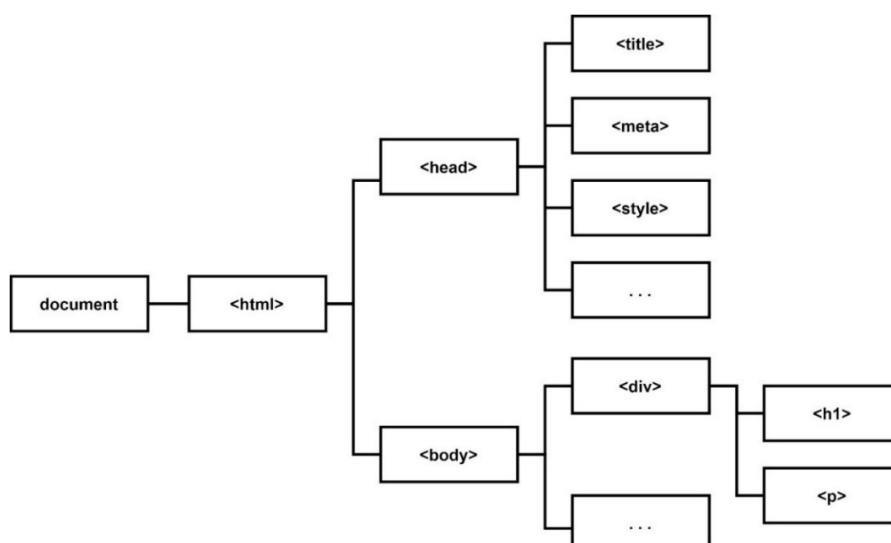 <title>
<meta>
<head>
<style>
document
<html>
. . .
<div>
<h1>
<body>
<p>
. . .